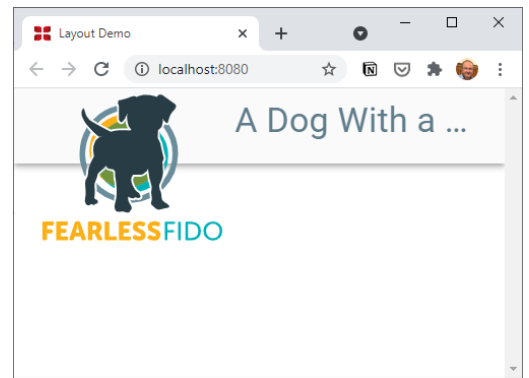 Layout Demo
localhost:8080
A Dog With a ...
FEARLESSFIDO